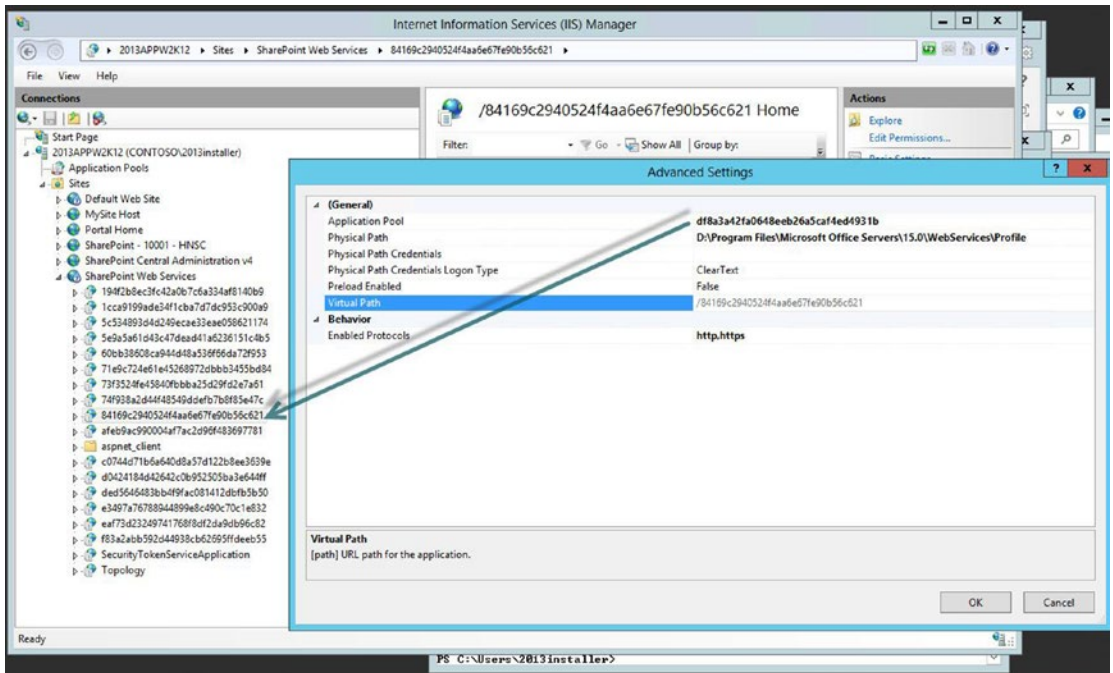 Internet Information Services (IIS) Manager
2013APPW2K12 ▸ Sites ▸ SharePoint Web Services ▸ 84169c2940524f4aa6e67fe90b56c621 ▸
File View Help
Connections
Start Page
2013APPW2K12 (CONTOSO\2013installer)
Application Pools
Sites
Default Web Site
MySite Host
Portal Home
SharePoint - 10001 - HNSC
SharePoint Central Administration v4
SharePoint Web Services
194f2b8ec3fc42a0b7c6a334af8140b9
1cca9199ade34f1cba7d7dc953c900a9
5c534893d4d249ecae33eae058621174
5e9a5a61d43c47dead41a6236151c4b5
60bb38608ca944d48a536f66da72f953
71e9c724e61e45268972dbbb3455bd84
73f3524fe45840fbbba25d29fd2e7a61
74f938a2d44f48549ddefb7b8f85e47c
84169c2940524f4aa6e67fe90b56c621
afeb9ac990004af7ac2d96f483697781
aspnet_client
c0744d71b6a640d8a57d122b8ee3639e
d0424184d42642c0b952505ba3e644ff
ded5646483bb4f9fac081412dbfb5b50
e3497a76788944899e8c490c70c1e832
eaf73d23249741768f8df2da9db96c82
f83a2abb592d44938cb62695ffdeeb55
SecurityTokenServiceApplication
Topology
/84169c2940524f4aa6e67fe90b56c621 Home
Filter: Go Show All Group by:
Actions
Explore
Edit Permissions...
Advanced Settings
(General)
Application Pool df8a3a42fa0648eeb26a5caf4ed4931b
Physical Path D:\Program Files\Microsoft Office Servers\15.0\WebServices\Profile
Physical Path Credentials
Physical Path Credentials Logon Type ClearText
Preload Enabled False
Virtual Path /84169c2940524f4aa6e67fe90b56c621
Behavior
Enabled Protocols http,https
Virtual Path
[path] URL path for the application.
OK Cancel
Ready
PS C:\Users\2013installer>